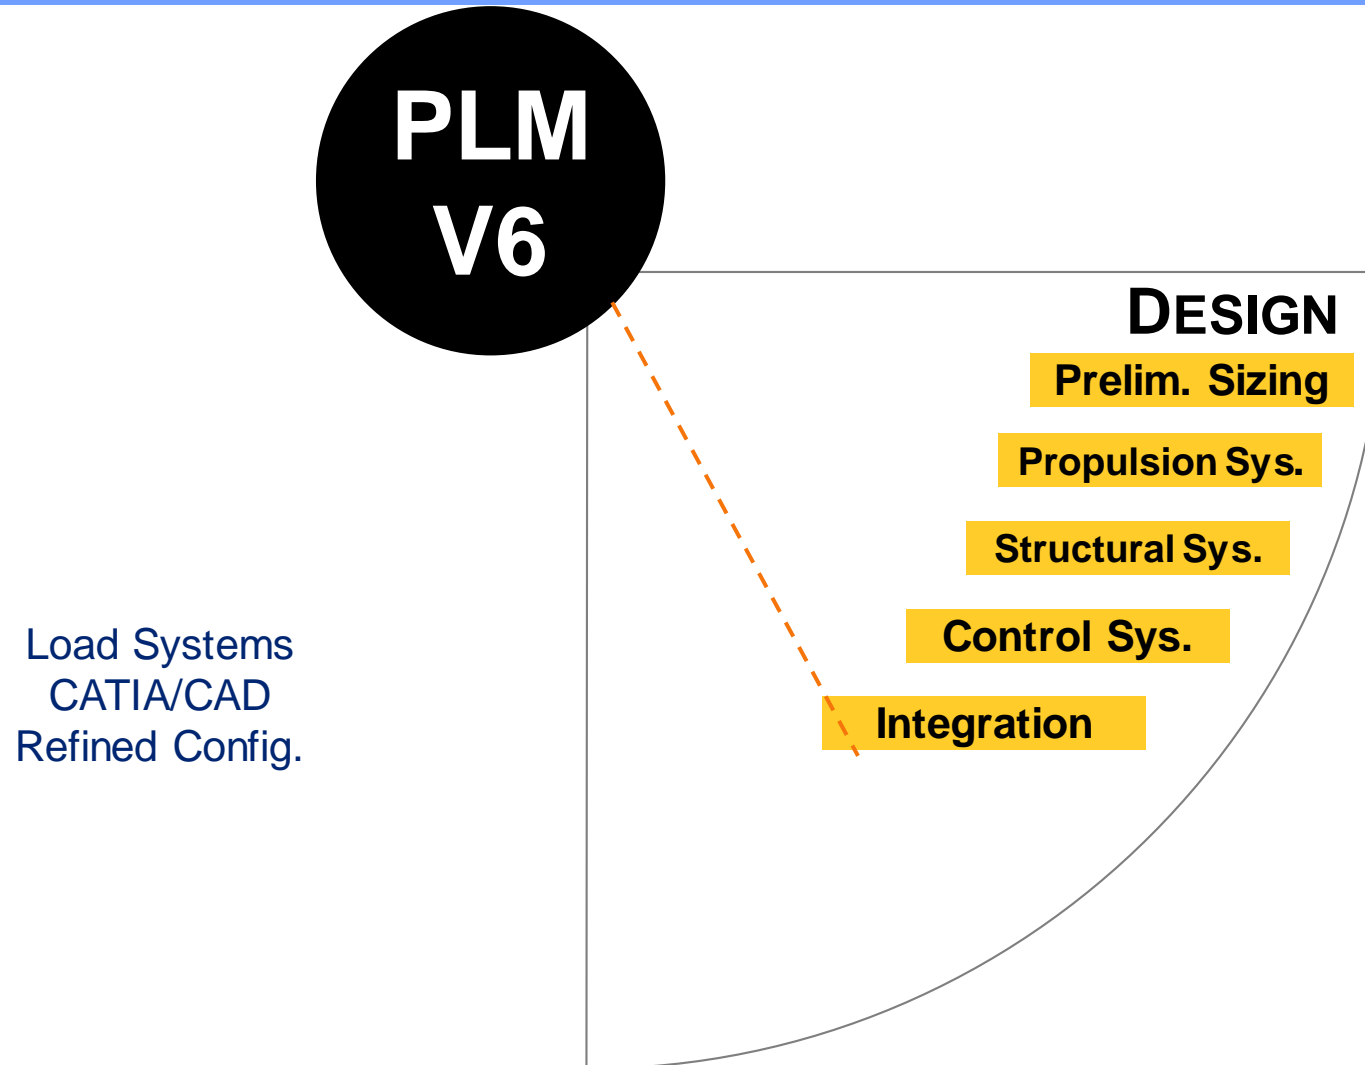 PLM
V6
DESIGN
Prelim. Sizing
Propulsion Sys.
Structural Sys.
Control Sys.
Integration
Load Systems
CATIA/CAD
Refined Config.